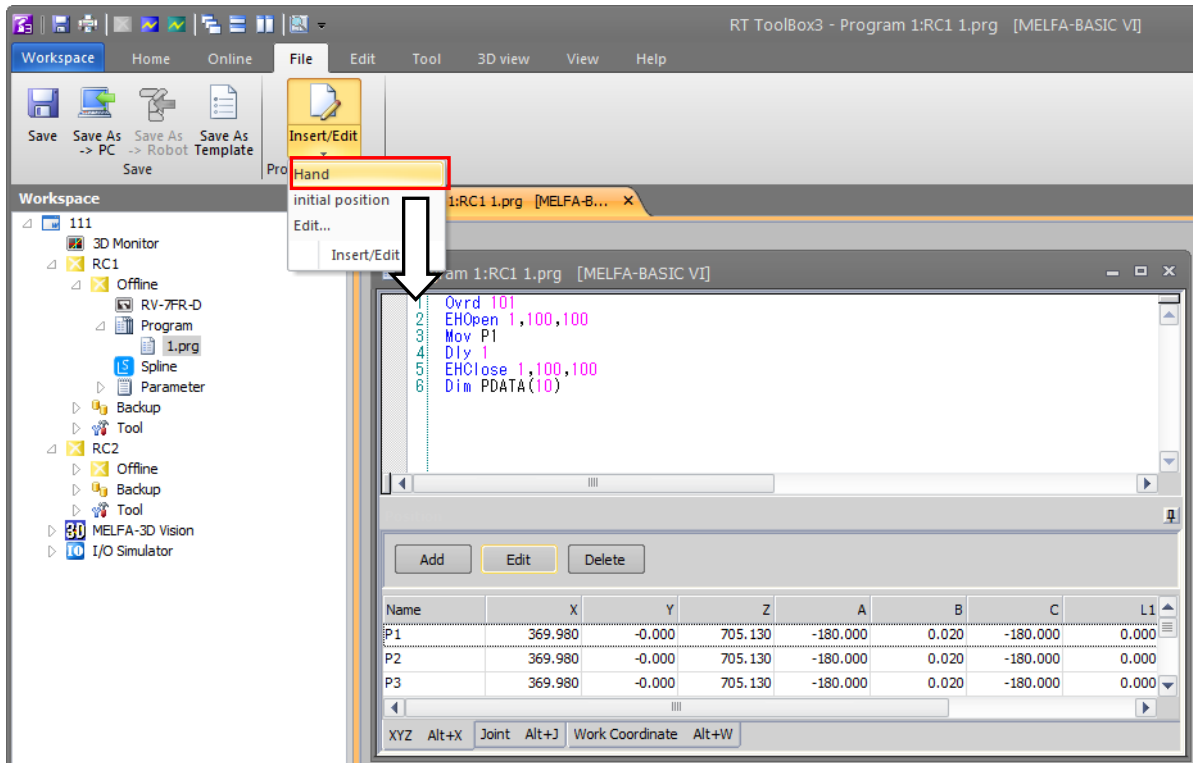 RT ToolBox3 - Program 1:RC1 1.prg [MELFA-BASIC VI]
Workspace Home Online File Edit Tool 3D view View Help
Save Save As -> PC Save As -> Robot Save As Template Insert/Edit
Save Pro
Hand
initial position
Edit...
Insert/Edit
Workspace
111
3D Monitor
RC1
Offline
RV-7FR-D
Program
1.prg
Spline
Parameter
Backup
Tool
RC2
Offline
Backup
Tool
MELFA-3D Vision
I/O Simulator
1:RC1 1.prg [MELFA-B... ×
am 1:RC1 1.prg [MELFA-BASIC VI]
1 Ovrd 101
2 EHOpen 1,100,100
3 Mov P1
4 Dly 1
5 EHClose 1,100,100
6 Dim PDATA(10)
Add Edit Delete
Name X Y Z A B C L1
P1 369.980 -0.000 705.130 -180.000 0.020 -180.000 0.000
P2 369.980 -0.000 705.130 -180.000 0.020 -180.000 0.000
P3 369.980 -0.000 705.130 -180.000 0.020 -180.000 0.000
XYZ Alt+X Joint Alt+J Work Coordinate Alt+W